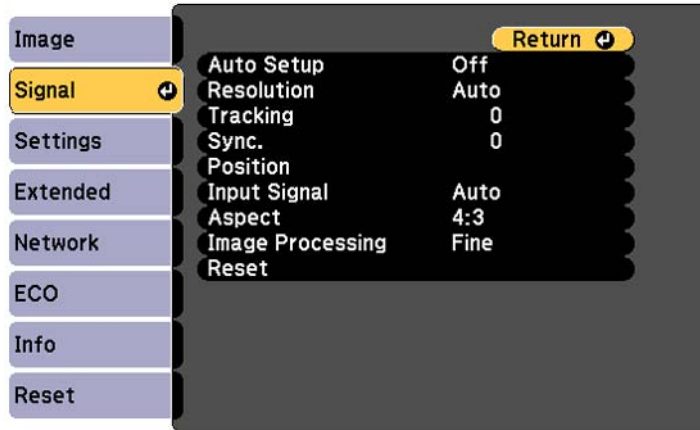 Image
Signal
Settings
Extended
Network
ECO
Info
Reset
Return
Auto Setup Off
Resolution Auto
Tracking 0
Sync. 0
Position
Input Signal Auto
Aspect 4:3
Image Processing Fine
Reset